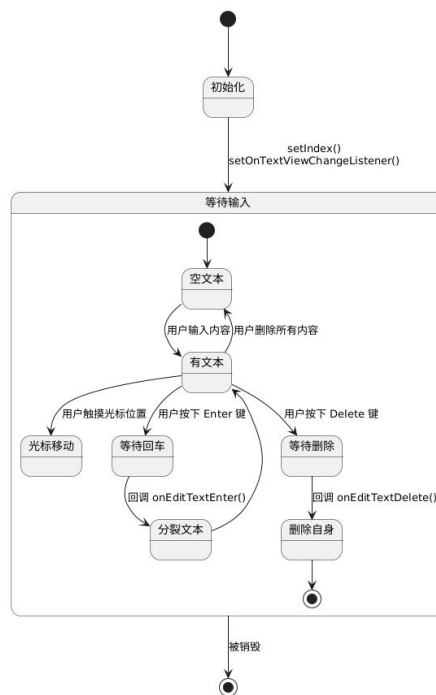 初始化
setIndex()
setOnTextViewChangeListener()
等待输入
空文本
用户输入内容
用户删除所有内容
有文本
用户触摸光标位置
用户按下 Enter 键
用户按下 Delete 键
光标移动
等待回车
等待删除
回调 onEditTextEnter()
回调 onEditTextDelete()
分裂文本
删除自身
被销毁